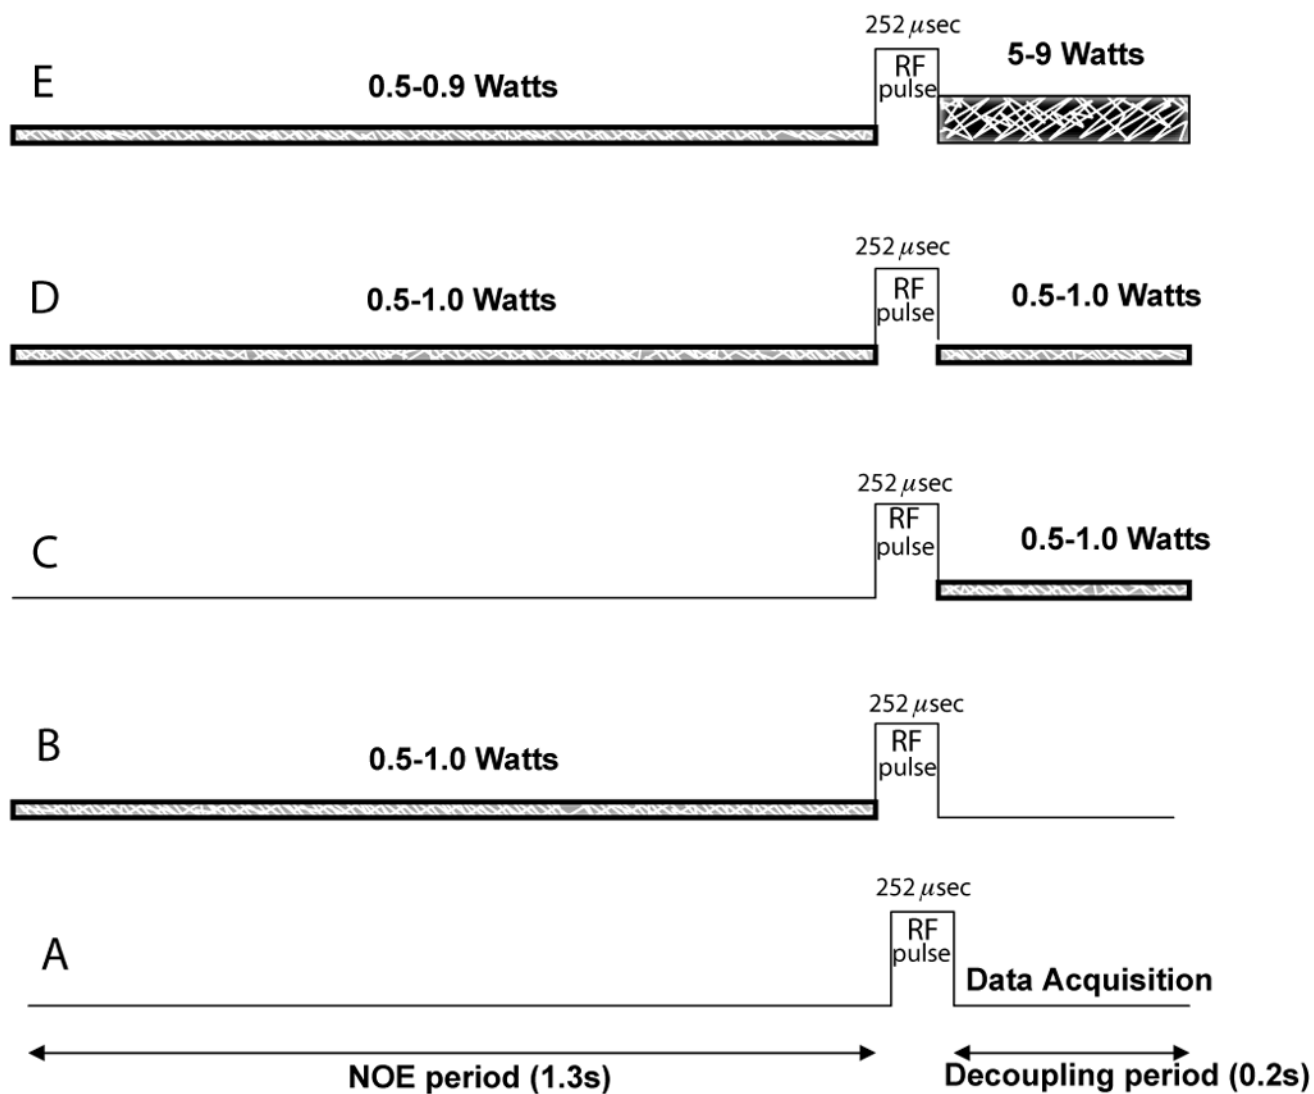 252 μsec
E
0.5-0.9 Watts
RF
pulse
5-9 Watts
252 μsec
D
0.5-1.0 Watts
RF
pulse
0.5-1.0 Watts
252 μsec
C
RF
pulse
0.5-1.0 Watts
252 μsec
B
0.5-1.0 Watts
RF
pulse
252 μsec
A
RF
pulse
Data Acquisition
NOE period (1.3s)
Decoupling period (0.2s)